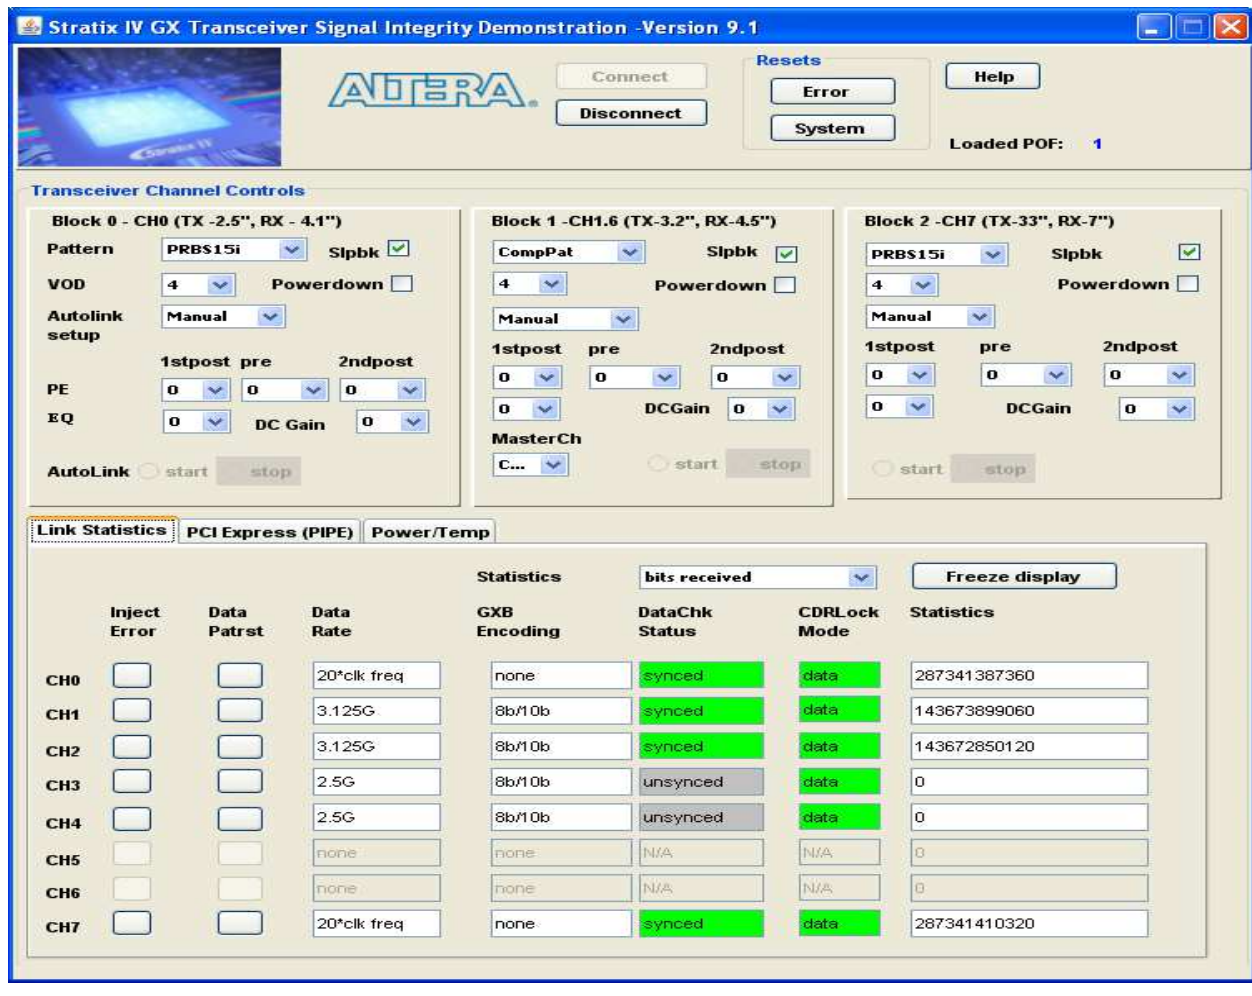 Stratix IV GX Transceiver Signal Integrity Demonstration -Version 9.1
Stratix IV
ALTERA.
Connect
Disconnect
Resets
Error
System
Help
Loaded POF: 1
Transceiver Channel Controls
Block 0 - CH0 (TX -2.5", RX - 4.1")
Pattern PRBS15i Slpbk
VOD 4 Powerdown
Autolink setup Manual
1stpost pre 2ndpost
PE 0 0 0
EQ 0 DC Gain 0
AutoLink start stop
Block 1 -CH1.6 (TX-3.2", RX-4.5")
CompPat Slpbk
4 Powerdown
Manual
1stpost pre 2ndpost
0 0 0
0 DCGain 0
MasterCh
C... start stop
Block 2 -CH7 (TX-33", RX-7")
PRBS15i Slpbk
4 Powerdown
Manual
1stpost pre 2ndpost
0 0 0
0 DCGain 0
start stop
Link Statistics PCI Express (PIPE) Power/Temp
Statistics bits received Freeze display
Inject Error Data Patrst Data Rate GXB Encoding DataChk Status CDRLock Mode Statistics
CH0 20*clk freq none synced data 287341387360
CH1 3.125G 8b/10b synced data 143673899060
CH2 3.125G 8b/10b synced data 143672850120
CH3 2.5G 8b/10b unsynced data 0
CH4 2.5G 8b/10b unsynced data 0
CH5 none none N/A N/A 0
CH6 none none N/A N/A 0
CH7 20*clk freq none synced data 287341410320